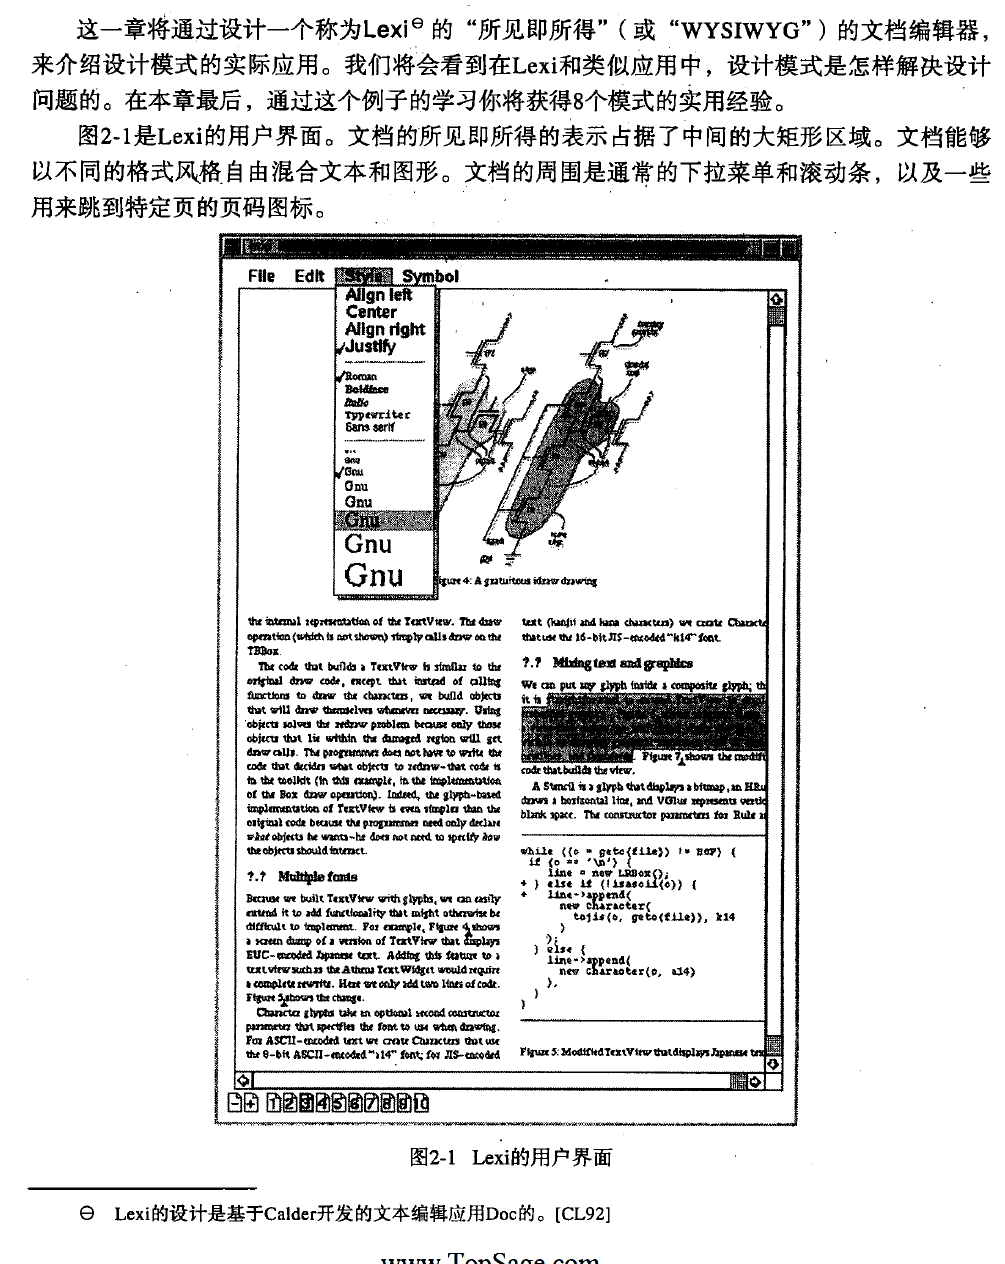 这一章将通过设计一个称为Lexi⊖ 的“所见即所得”（或“WYSIWYG”）的文档编辑器，
来介绍设计模式的实际应用。我们将会看到在Lexi和类似应用中，设计模式是怎样解决设计
问题的。在本章最后，通过这个例子的学习你将获得8个模式的实用经验。
图2-1是Lexi的用户界面。文档的所见即所得的表示占据了中间的大矩形区域。文档能够
以不同的格式风格自由混合文本和图形。文档的周围是通常的下拉菜单和滚动条，以及一些
用来跳到特定页的页码图标。
File Edit Style Symbol
Align left
Center
Align right
Justify
Roman
Boldface
Italic
Typewriter
Sans serif
Gnu
Gnu
Gnu
Gnu
Gnu
Gnu
Gnu
igure 4: A gratuitous idraw drawing
the internal representation of the TextView. The draw
operation (which is not shown) simply calls draw on the
TBBox.
The code that builds a TextView is similar to the
original draw code, except that instead of calling
functions to draw the characters, we build objects
that will draw themselves whenever necessary. Using
objects solves the redraw problem because only those
objects that lie within the damaged region will get
draw calls. The programmer does not have to write the
code that decides what objects to redraw-that code is
in the toolkit (in this example, in the implementation
of the Box draw operation). Indeed, the glyph-based
implementation of TextView is even simpler than the
original code because the programmer need only declare
what objects he wants-he does not need to specify how
the objects should interact.
?.? Multiple fonts
Because we built TextView with glyphs, we can easily
extend it to add functionality that might otherwise be
difficult to implement. For example, Figure 4 shows
a screen dump of a version of TextView that displays
EUC-encoded Japanese text. Adding this feature to a
text view such as the Athena Text Widget would require
a complete rewrite. Here we only add two lines of code.
Figure 5 shows the change.
Character glyphs take an optional second constructor
parameter that specifies the font to use when drawing.
For ASCII-encoded text we create Characters that use
the 8-bit ASCII-encoded "a14" font; for JIS-encoded
text (kanji and kana characters) we create Characte
that use the 16-bit JIS-encoded "k14" font.
?.? Mixing text and graphics
We can put any glyph inside a composite glyph; th
it is
Figure 7 shows the modifi
code that builds the view.
A Stencil is a glyph that displays a bitmap, an HRu
draws a horizontal line, and VGlue represents vertic
blank space. The constructor parameters for Rule a
while ((c = getc(file)) != EOF) {
if (c == '\n') {
line = new LRBox();
+ } else if (!isascii(c)) {
+ line->append(
new Character(
tojis(c, getc(file)), k14
)
);
} else {
line->append(
new Character(c, a14)
);
}
}
Figure 5: Modified TextView that displays Japanese tex
- + 1 2 3 4 5 6 7 8 9 10
图2-1 Lexi的用户界面
⊖ Lexi的设计是基于Calder开发的文本编辑应用Doc的。[CL92]
www.TopSage.com